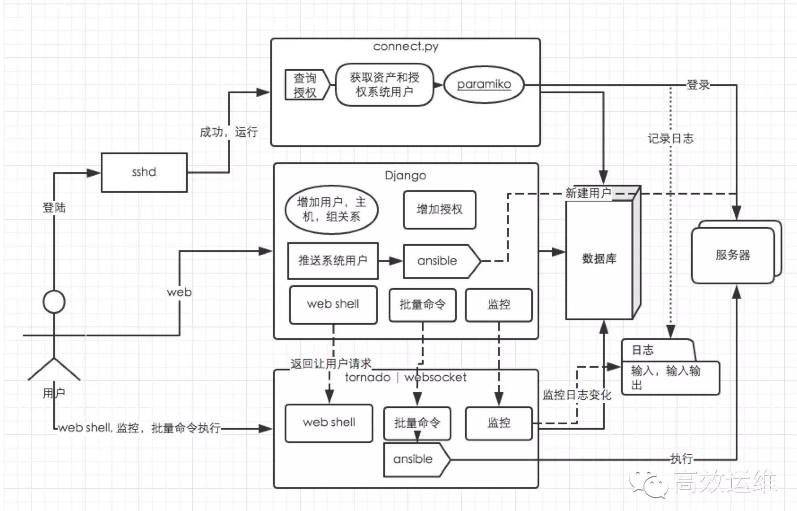 connect.py
查询
授权
获取资产和授
权系统用户
paramiko
登录
成功，运行
记录日志
sshd
Django
登陆
增加用户，主
机，组关系
增加授权
新建用户
推送系统用户
ansible
数据库
服务器
web
web shell
批量命令
监控
日志
返回让用户请求
输入，输入输
出
用户
tornado | websocket
监控日志变化
web shell, 监控，批量命令执行
web shell
批量命令
监控
ansible
执行
高效运维